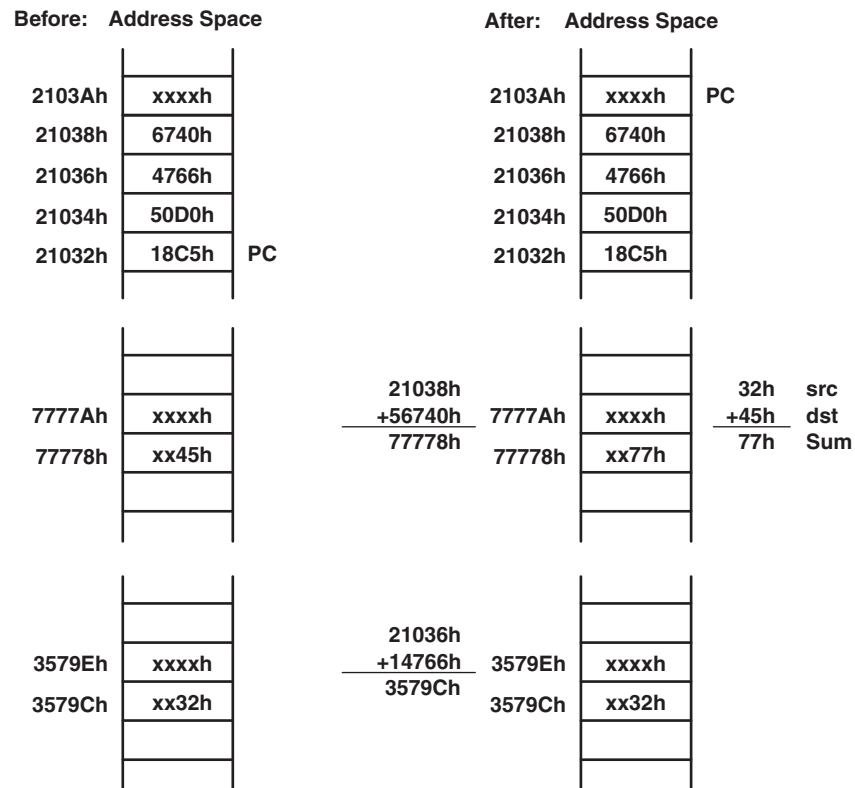 Before: Address Space
After: Address Space
2103Ah xxxxh
2103Ah xxxxh PC
21038h 6740h
21038h 6740h
21036h 4766h
21036h 4766h
21034h 50D0h
21034h 50D0h
21032h 18C5h PC
21032h 18C5h
21038h
32h src
7777Ah xxxxh
+56740h
7777Ah xxxxh
+45h dst
77778h xx45h
77778h
77778h xx77h
77h Sum
21036h
3579Eh xxxxh
+14766h
3579Eh xxxxh
3579Ch xx32h
3579Ch
3579Ch xx32h